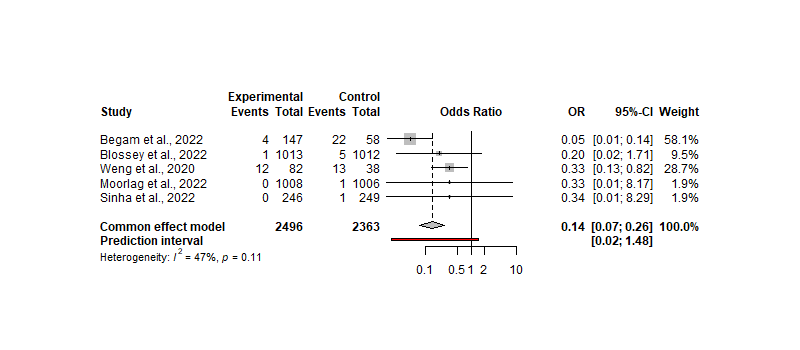 Experimental Control
Study Events Total Events Total Odds Ratio OR 95%-CI Weight
Begam et al., 2022 4 147 22 58 0.05 [0.01; 0.14] 58.1%
Blossey et al., 2022 1 1013 5 1012 0.20 [0.02; 1.71] 9.5%
Weng et al., 2020 12 82 13 38 0.33 [0.13; 0.82] 28.7%
Moorlag et al., 2022 0 1008 1 1006 0.33 [0.01; 8.17] 1.9%
Sinha et al., 2022 0 246 1 249 0.34 [0.01; 8.29] 1.9%
Common effect model 2496 2363 0.14 [0.07; 0.26] 100.0%
Prediction interval [0.02; 1.48]
Heterogeneity: I² = 47%, p = 0.11
0.1 0.5 1 2 10